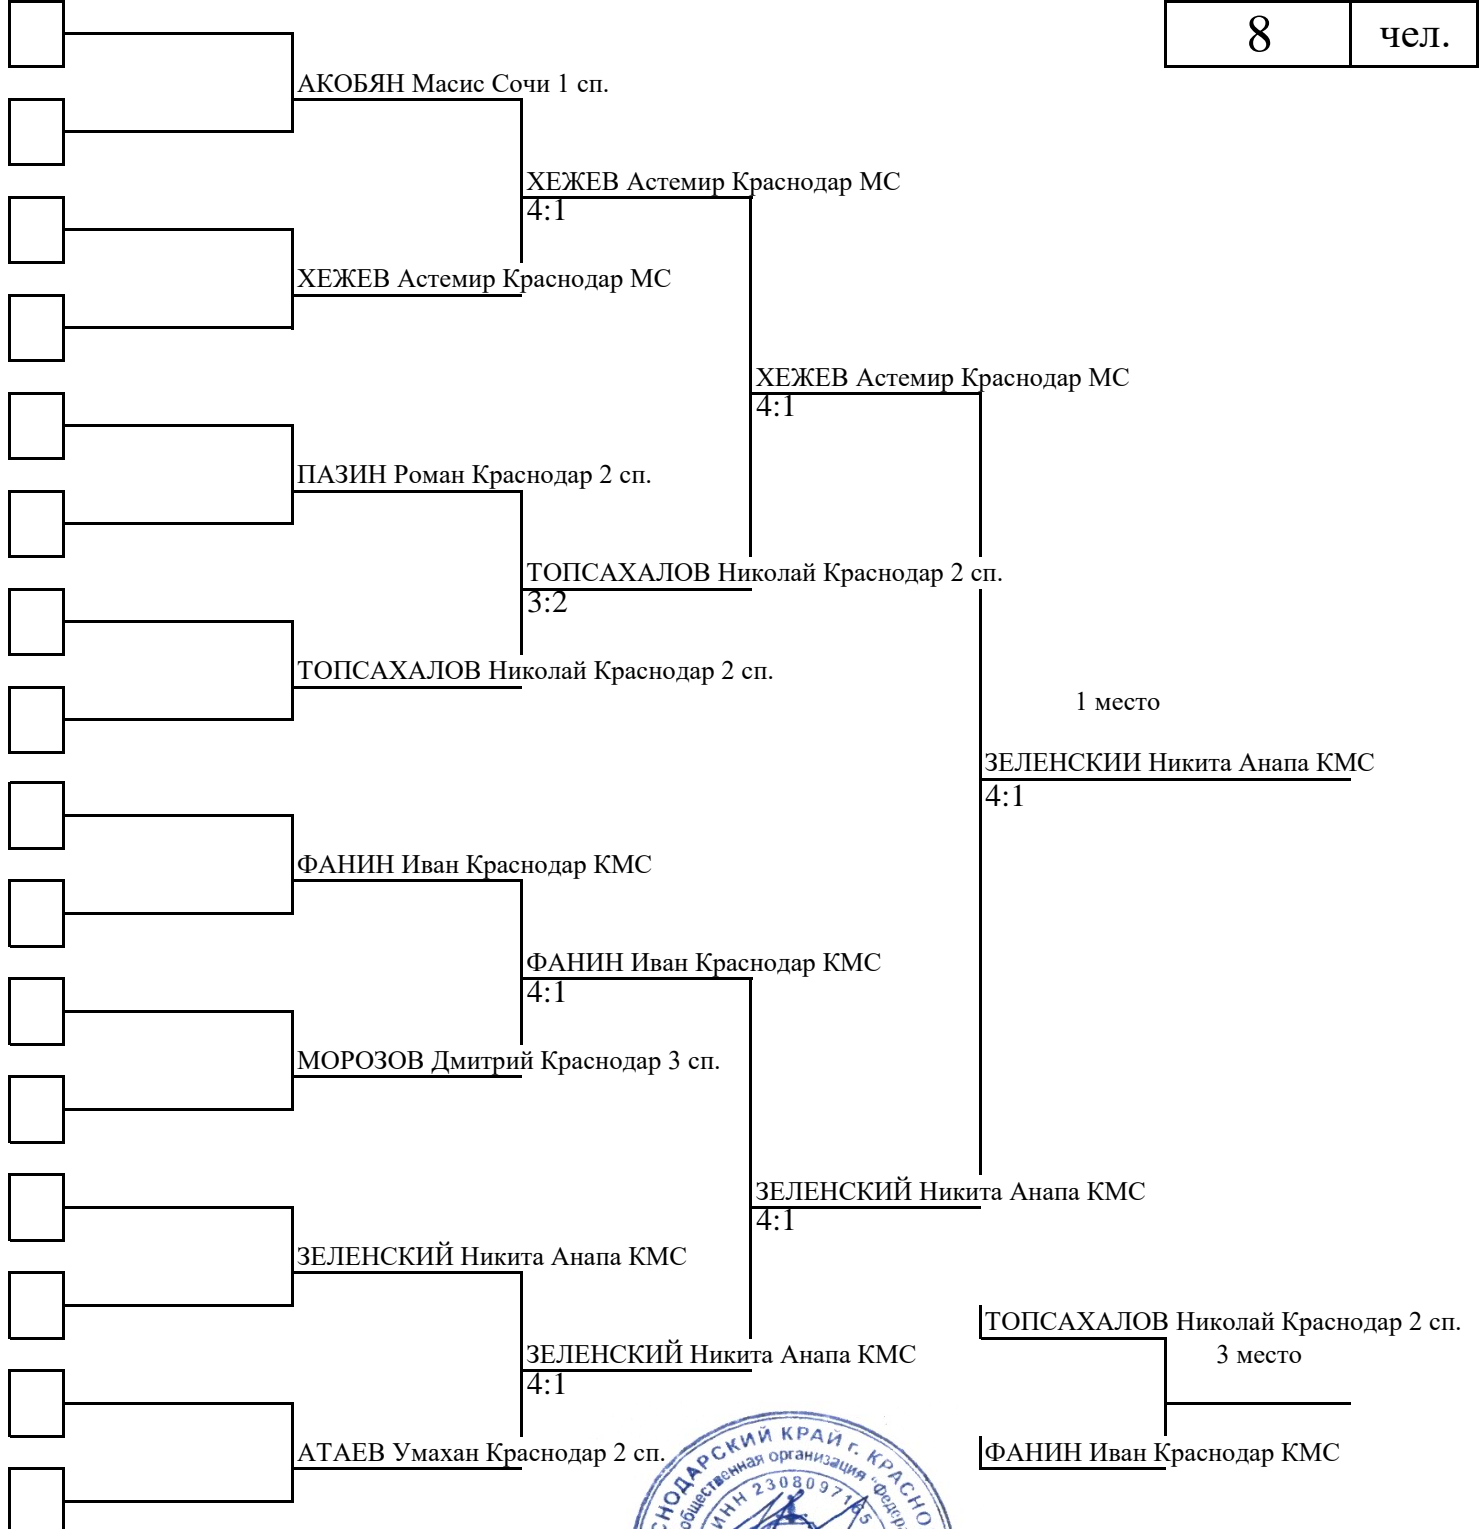 8 чел.
АКОБЯН Масис Сочи 1 сп.
ХЕЖЕВ Астемир Краснодар МС
4:1
ХЕЖЕВ Астемир Краснодар МС
ХЕЖЕВ Астемир Краснодар МС
4:1
ПАЗИН Роман Краснодар 2 сп.
ТОПСАХАЛОВ Николай Краснодар 2 сп.
3:2
ТОПСАХАЛОВ Николай Краснодар 2 сп.
1 место
ЗЕЛЕНСКИИ Никита Анапа КМС
4:1
ФАНИН Иван Краснодар КМС
ФАНИН Иван Краснодар КМС
4:1
МОРОЗОВ Дмитрий Краснодар 3 сп.
ЗЕЛЕНСКИЙ Никита Анапа КМС
4:1
ЗЕЛЕНСКИЙ Никита Анапа КМС
ТОПСАХАЛОВ Николай Краснодар 2 сп.
3 место
ЗЕЛЕНСКИЙ Никита Анапа КМС
4:1
АТАЕВ Умахан Краснодар 2 сп.
ФАНИН Иван Краснодар КМС
КРАЙ г.
организация
ИНН 2308097165